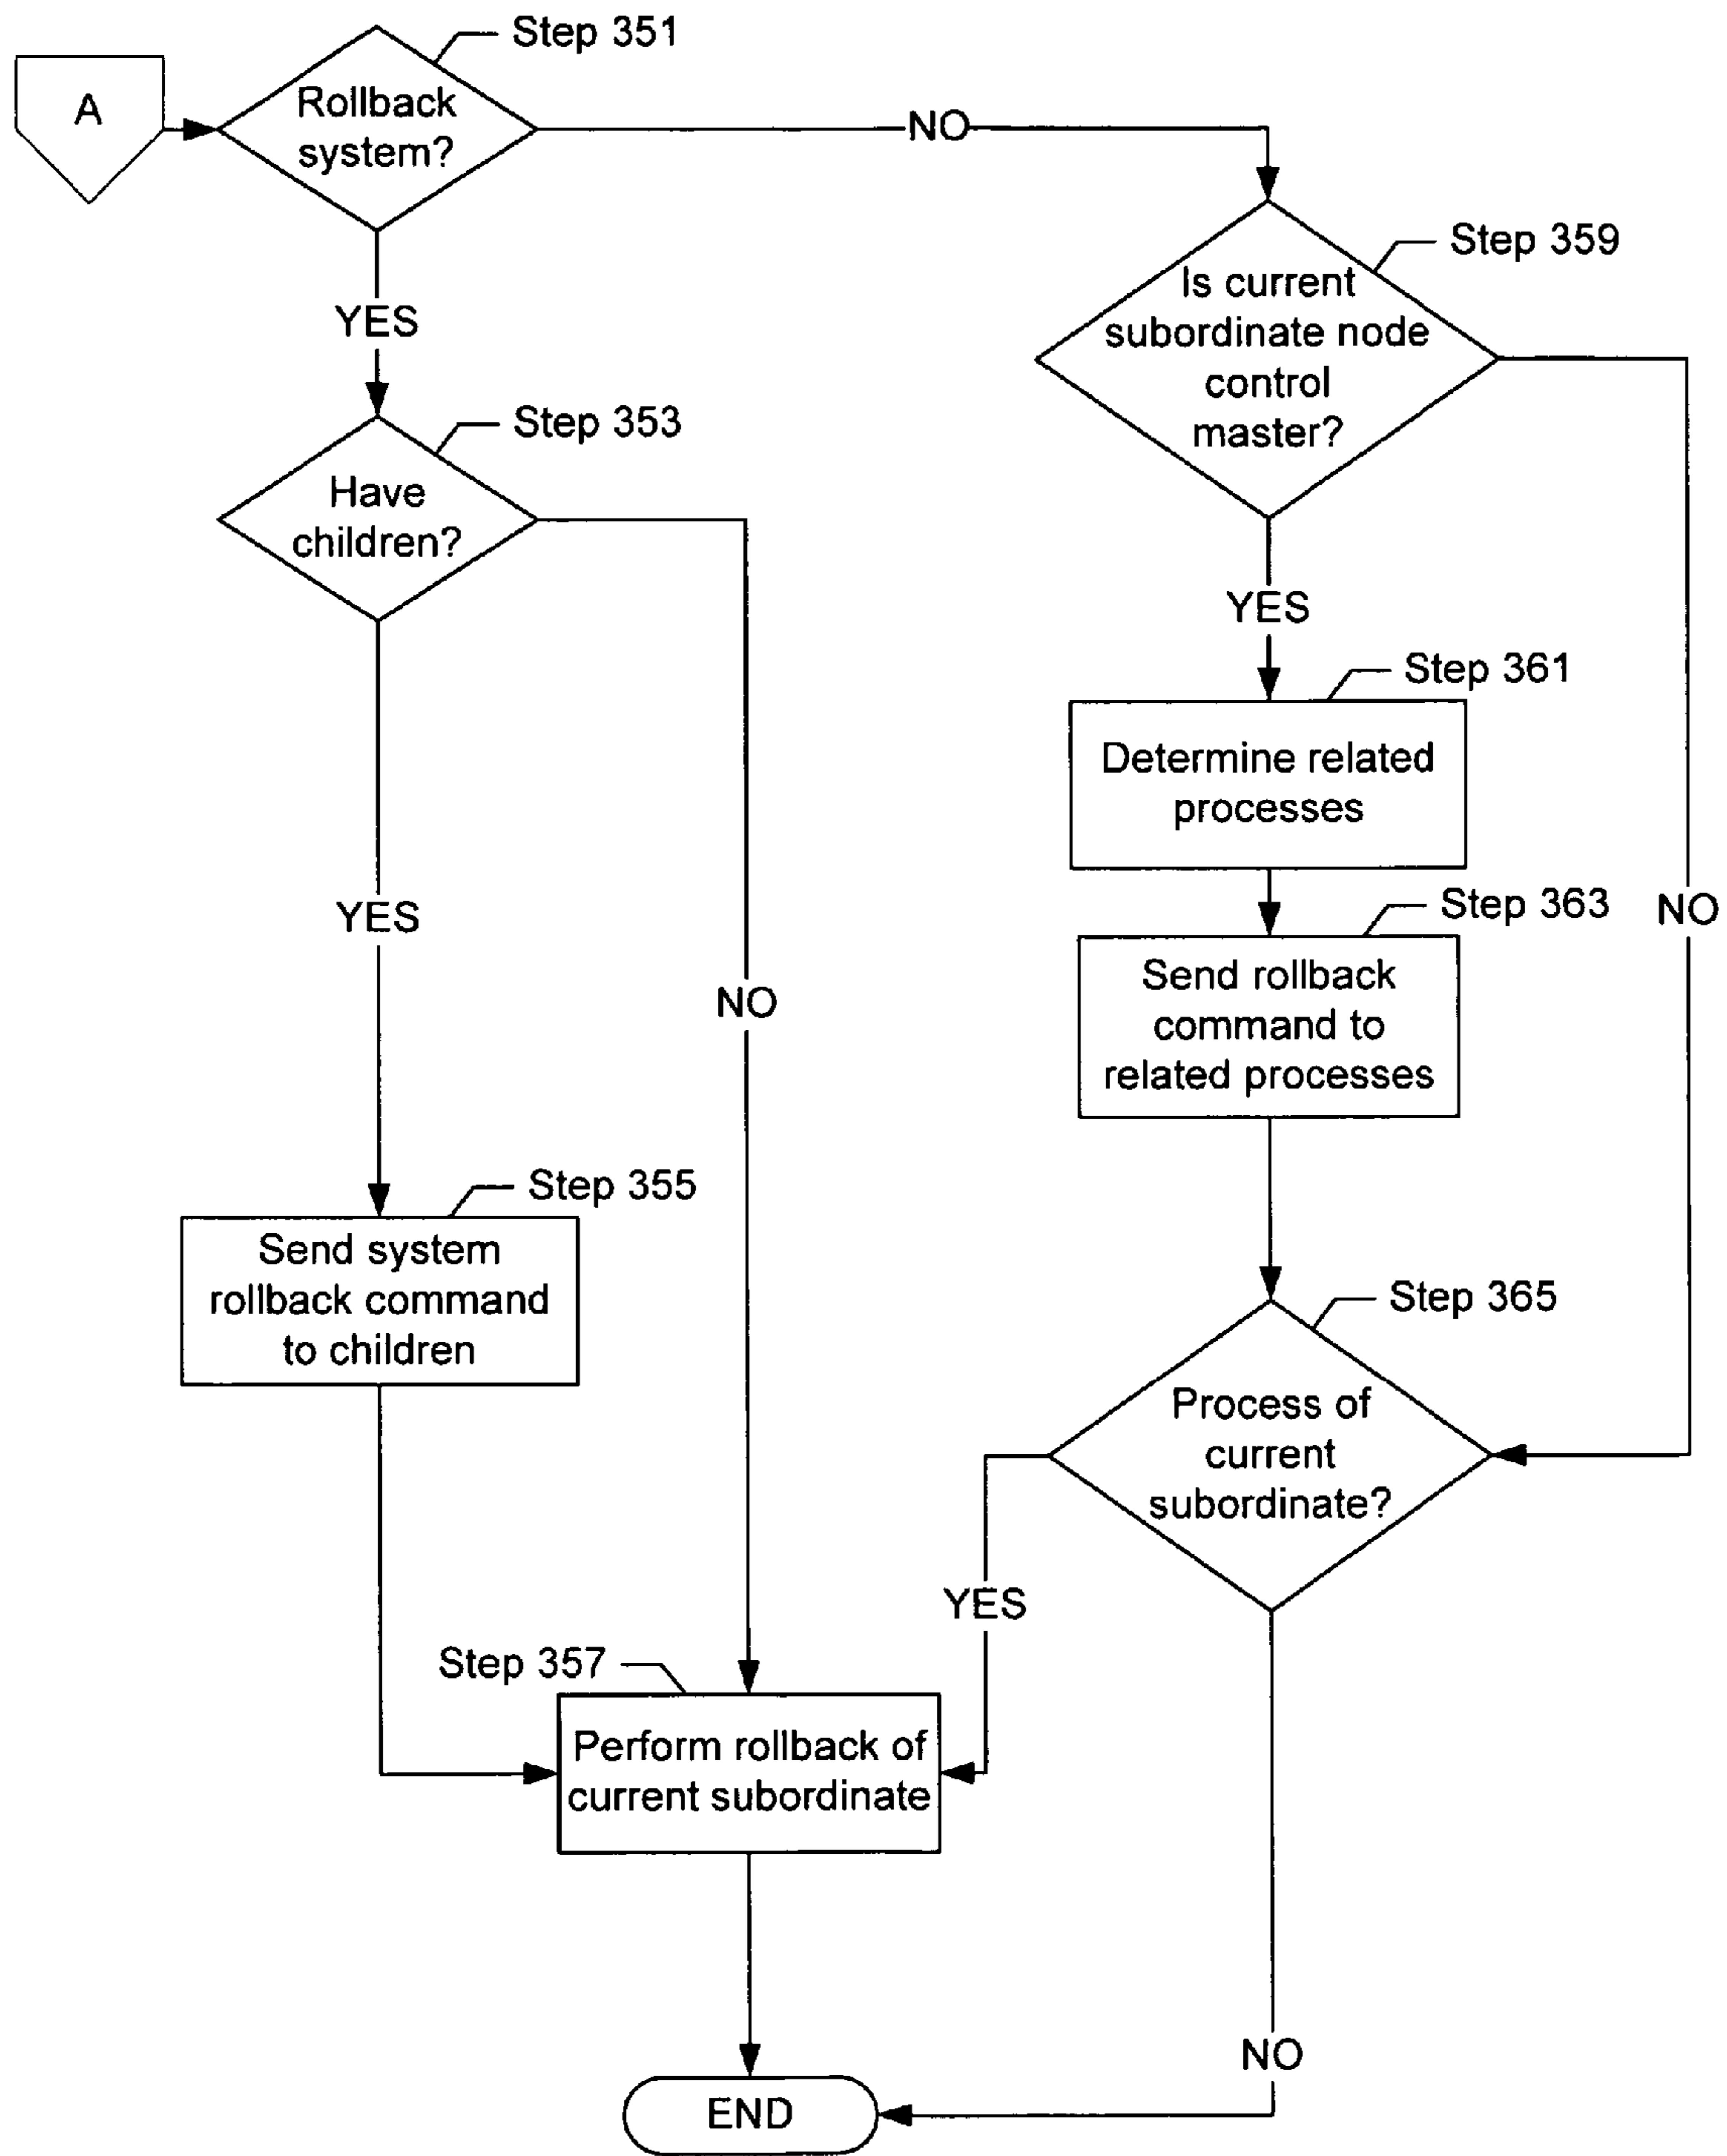 Step 351
A
Rollback
system?
NO
Step 359
Is current
subordinate node
control
master?
YES
Step 353
Have
children?
YES
Step 361
Determine related
processes
YES
Step 363
NO
Send rollback
command to
related processes
NO
Step 355
Send system
rollback command
to children
Step 365
Process of
current
subordinate?
YES
Step 357
Perform rollback of
current subordinate
NO
END